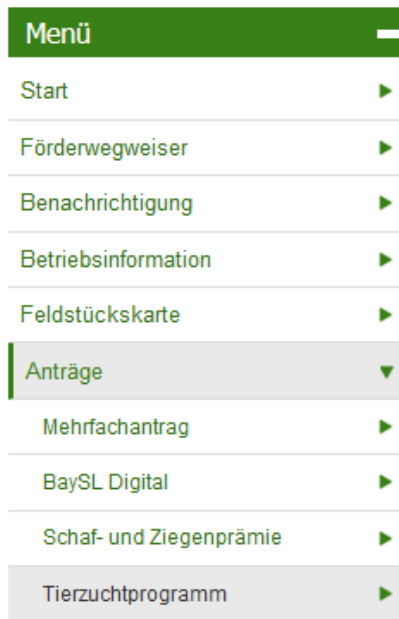 Menü
Start
Förderwegweiser
Benachrichtigung
Betriebsinformation
Feldstückskarte
Anträge
Mehrfachantrag
BaySL Digital
Schaf- und Ziegenprämie
Tierzuchtprogramm